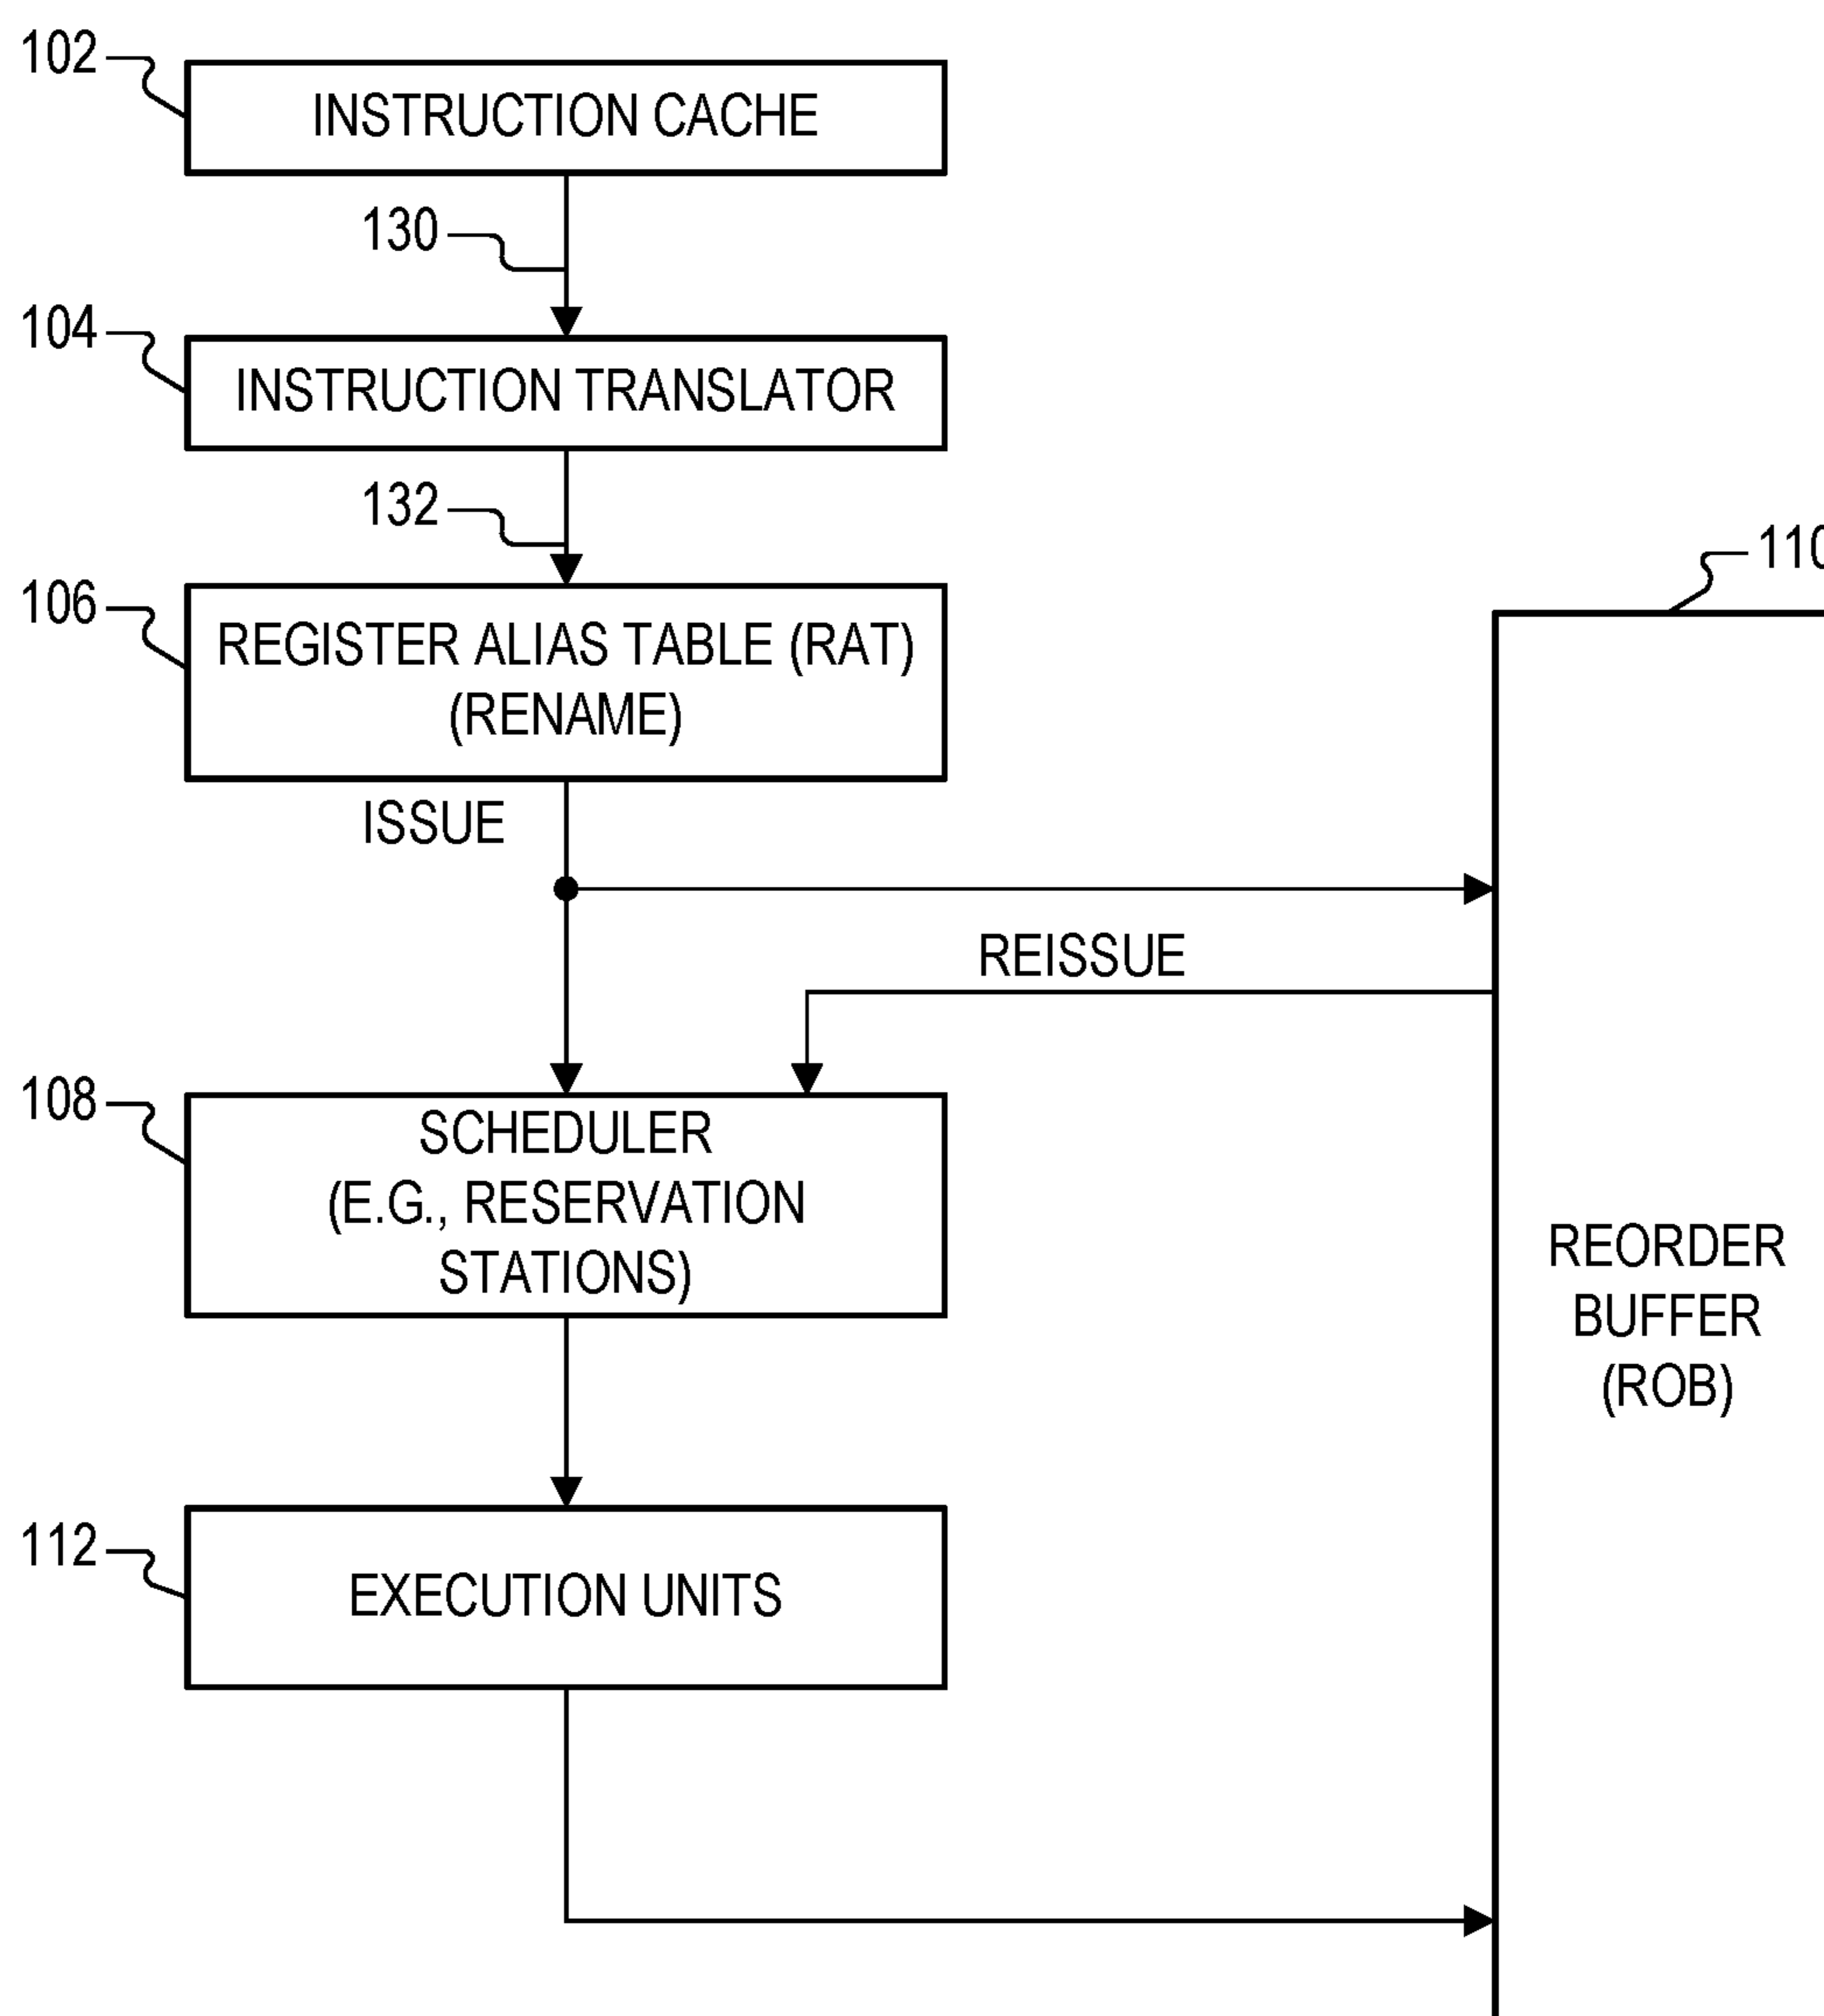 102
INSTRUCTION CACHE
130
104
INSTRUCTION TRANSLATOR
132
110
106
REGISTER ALIAS TABLE (RAT)
(RENAME)
ISSUE
REISSUE
108
SCHEDULER
(E.G., RESERVATION
STATIONS)
REORDER
BUFFER
(ROB)
112
EXECUTION UNITS